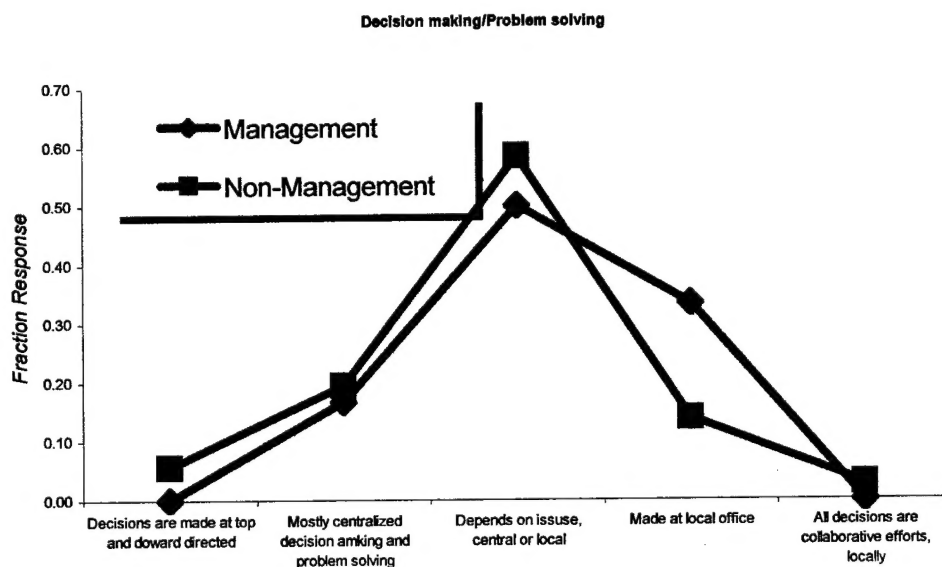 Decision making/Problem solving
0.70
0.60
0.50
0.40
0.30
0.20
0.10
0.00
Fraction Response
Management
Non-Management
Decisions are made at top
and doward directed
Mostly centralized
decision amking and
problem solving
Depends on issuse,
central or local
Made at local office
All decisions are
collaborative efforts,
locally